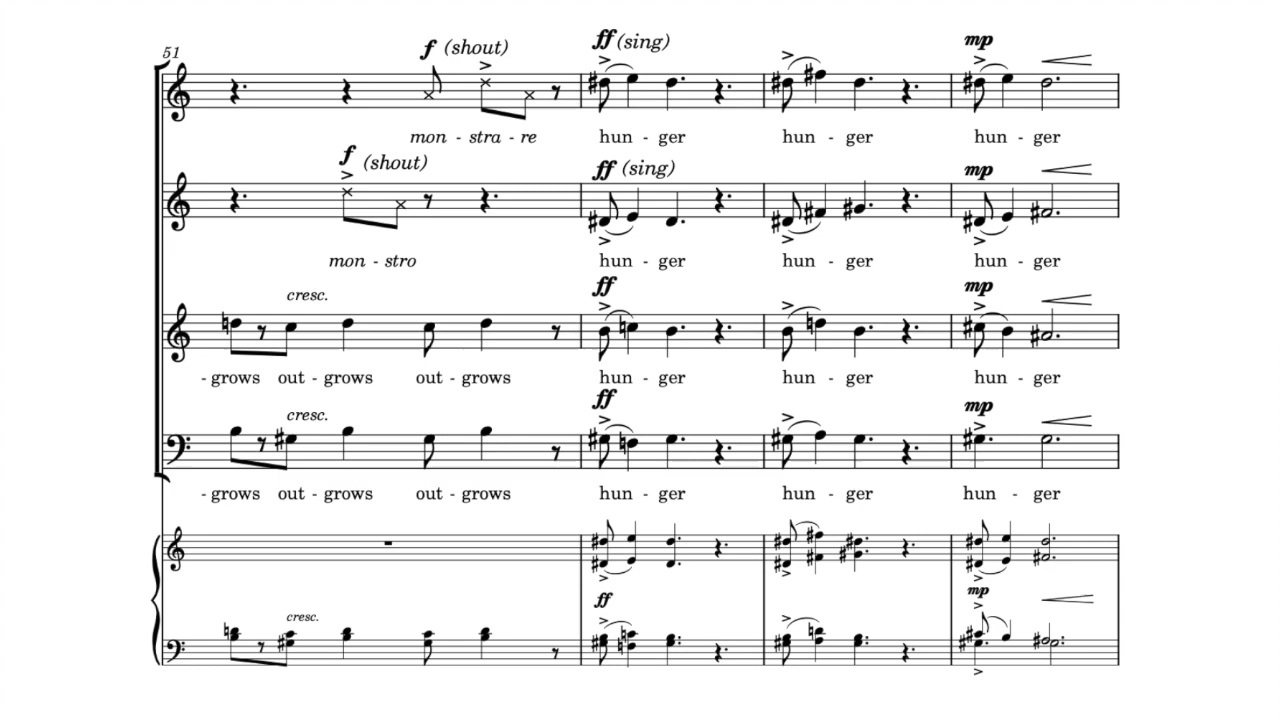 51
f (shout) ff (sing) mp
mon - stra - re hun - ger hun - ger hun - ger
f (shout) ff (sing) mp
mon - stro hun - ger hun - ger hun - ger
cresc. ff mp
- grows out - grows out - grows hun - ger hun - ger hun - ger
cresc. ff mp
- grows out - grows out - grows hun - ger hun - ger hun - ger
ff mp
cresc.